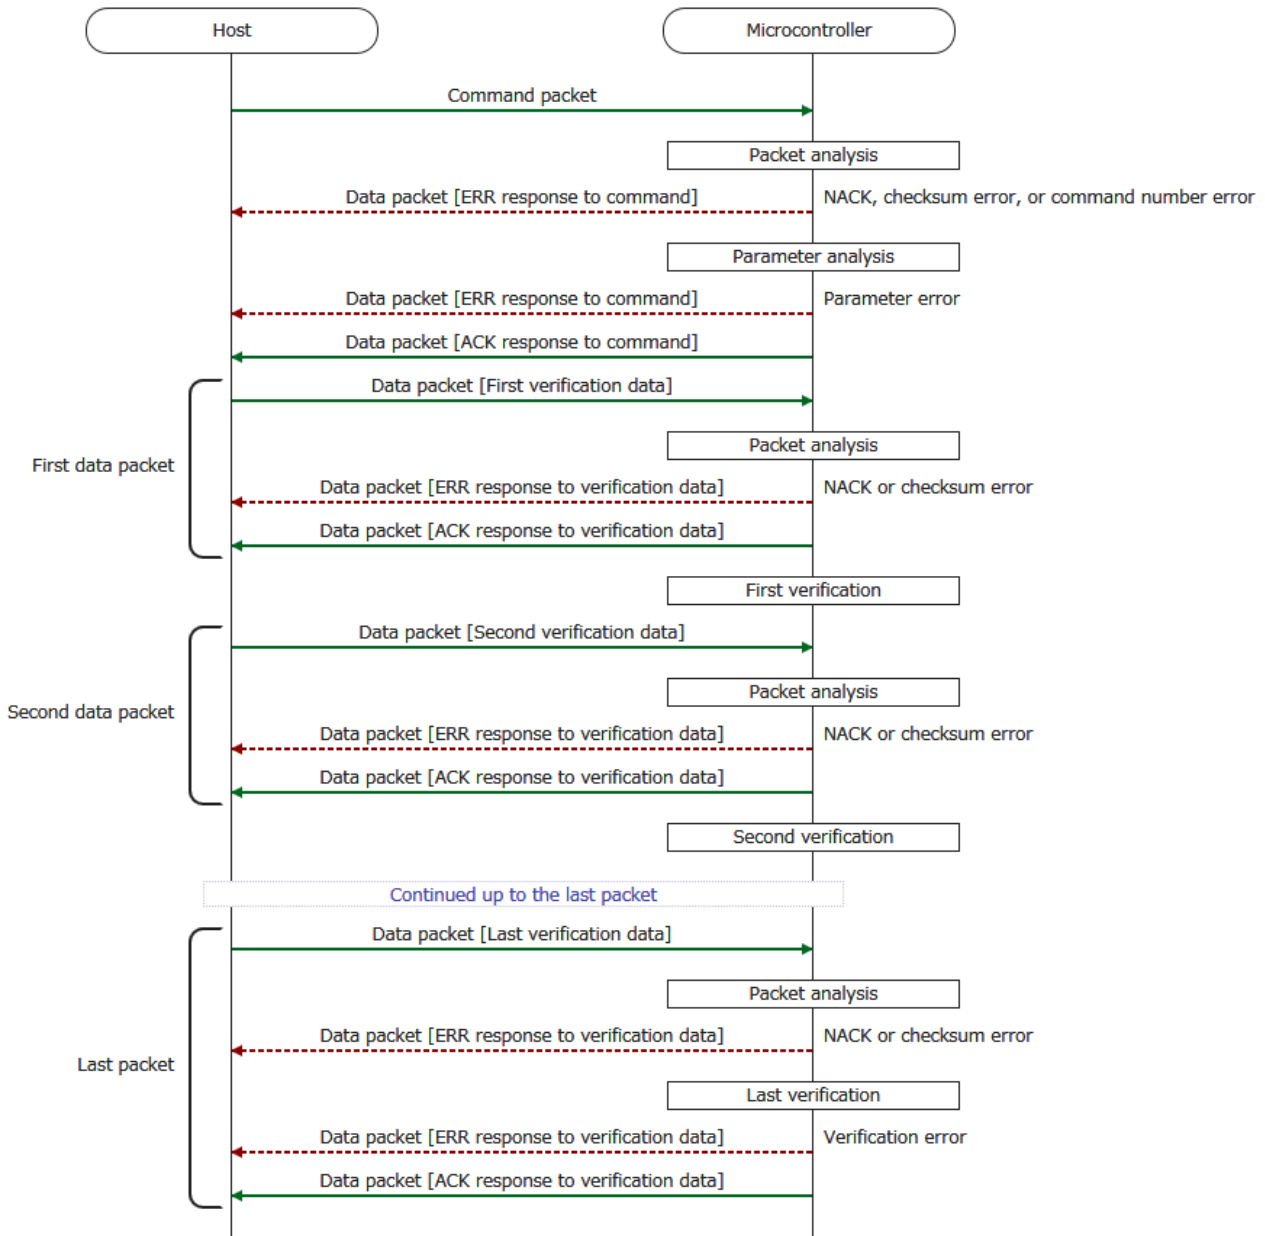 Host
Microcontroller
Command packet
Packet analysis
Data packet [ERR response to command]
NACK, checksum error, or command number error
Parameter analysis
Data packet [ERR response to command]
Parameter error
Data packet [ACK response to command]
Data packet [First verification data]
Packet analysis
First data packet
Data packet [ERR response to verification data]
NACK or checksum error
Data packet [ACK response to verification data]
First verification
Data packet [Second verification data]
Packet analysis
Second data packet
Data packet [ERR response to verification data]
NACK or checksum error
Data packet [ACK response to verification data]
Second verification
Continued up to the last packet
Data packet [Last verification data]
Packet analysis
Data packet [ERR response to verification data]
NACK or checksum error
Last packet
Last verification
Data packet [ERR response to verification data]
Verification error
Data packet [ACK response to verification data]